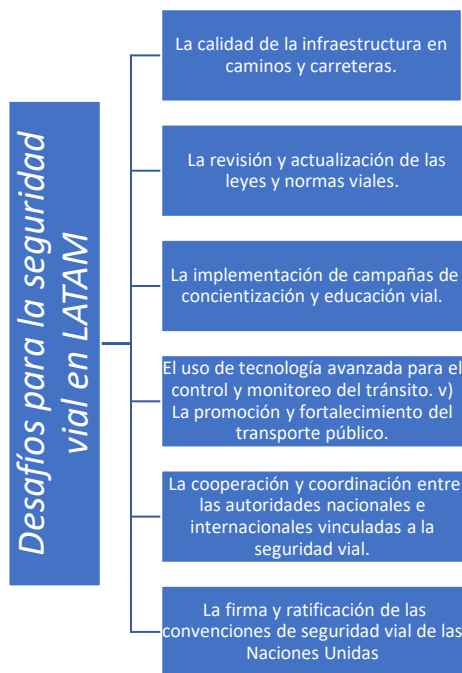 Desafíos para la seguridad
vial en LATAM
La calidad de la infraestructura en
caminos y carreteras.
La revisión y actualización de las
leyes y normas viales.
La implementación de campañas de
concientización y educación vial.
El uso de tecnología avanzada para el
control y monitoreo del tránsito. v)
La promoción y fortalecimiento del
transporte público.
La cooperación y coordinación entre
las autoridades nacionales e
internacionales vinculadas a la
seguridad vial.
La firma y ratificación de las
convenciones de seguridad vial de las
Naciones Unidas